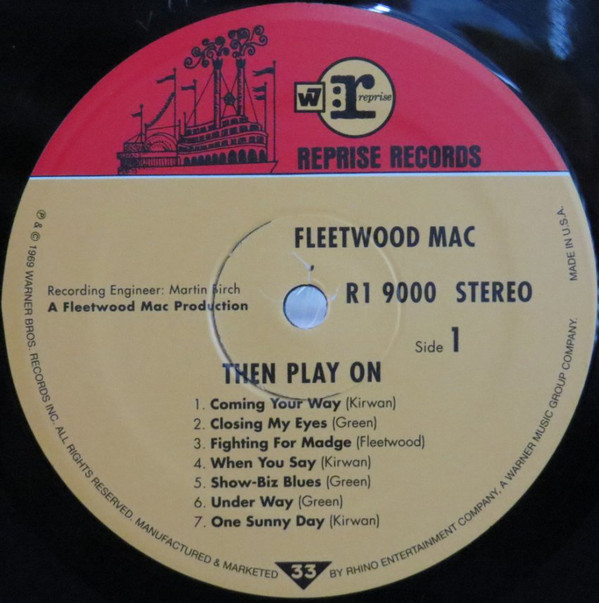 W7
r
reprise
REPRISE RECORDS
FLEETWOOD MAC
Recording Engineer: Martin Birch
A Fleetwood Mac Production
R1 9000 STEREO
Side 1
THEN PLAY ON
1. Coming Your Way (Kirwan)
2. Closing My Eyes (Green)
3. Fighting For Madge (Fleetwood)
4. When You Say (Kirwan)
5. Show-Biz Blues (Green)
6. Under Way (Green)
7. One Sunny Day (Kirwan)
33
℗ & © 1969 WARNER BROS. RECORDS INC. ALL RIGHTS RESERVED. MANUFACTURED & MARKETED BY RHINO ENTERTAINMENT COMPANY, A WARNER MUSIC GROUP COMPANY. MADE IN U.S.A.